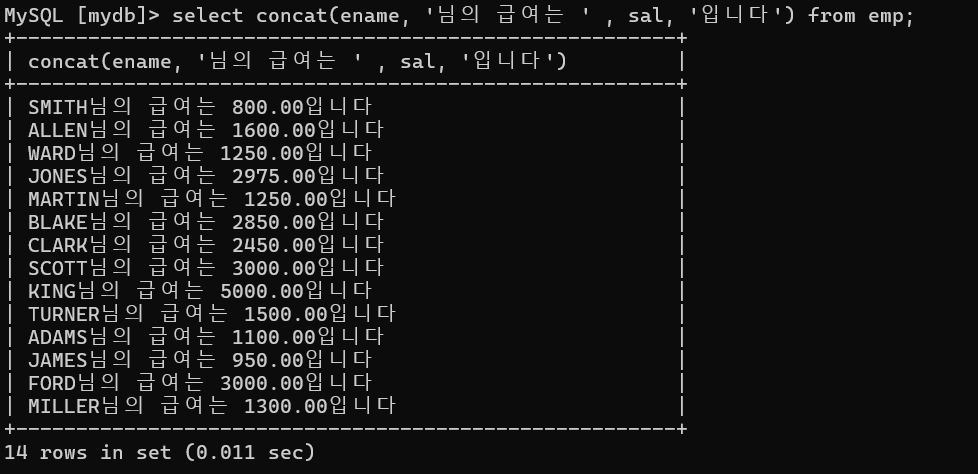 MySQL [mydb]> select concat(ename, '님의 급여는 ' , sal, '입니다') from emp;
+-------------------------------------------------------+
| concat(ename, '님의 급여는 ' , sal, '입니다')         |
+-------------------------------------------------------+
| SMITH님의 급여는 800.00입니다                         |
| ALLEN님의 급여는 1600.00입니다                        |
| WARD님의 급여는 1250.00입니다                         |
| JONES님의 급여는 2975.00입니다                        |
| MARTIN님의 급여는 1250.00입니다                       |
| BLAKE님의 급여는 2850.00입니다                        |
| CLARK님의 급여는 2450.00입니다                        |
| SCOTT님의 급여는 3000.00입니다                        |
| KING님의 급여는 5000.00입니다                         |
| TURNER님의 급여는 1500.00입니다                       |
| ADAMS님의 급여는 1100.00입니다                        |
| JAMES님의 급여는 950.00입니다                         |
| FORD님의 급여는 3000.00입니다                         |
| MILLER님의 급여는 1300.00입니다                       |
+-------------------------------------------------------+
14 rows in set (0.011 sec)